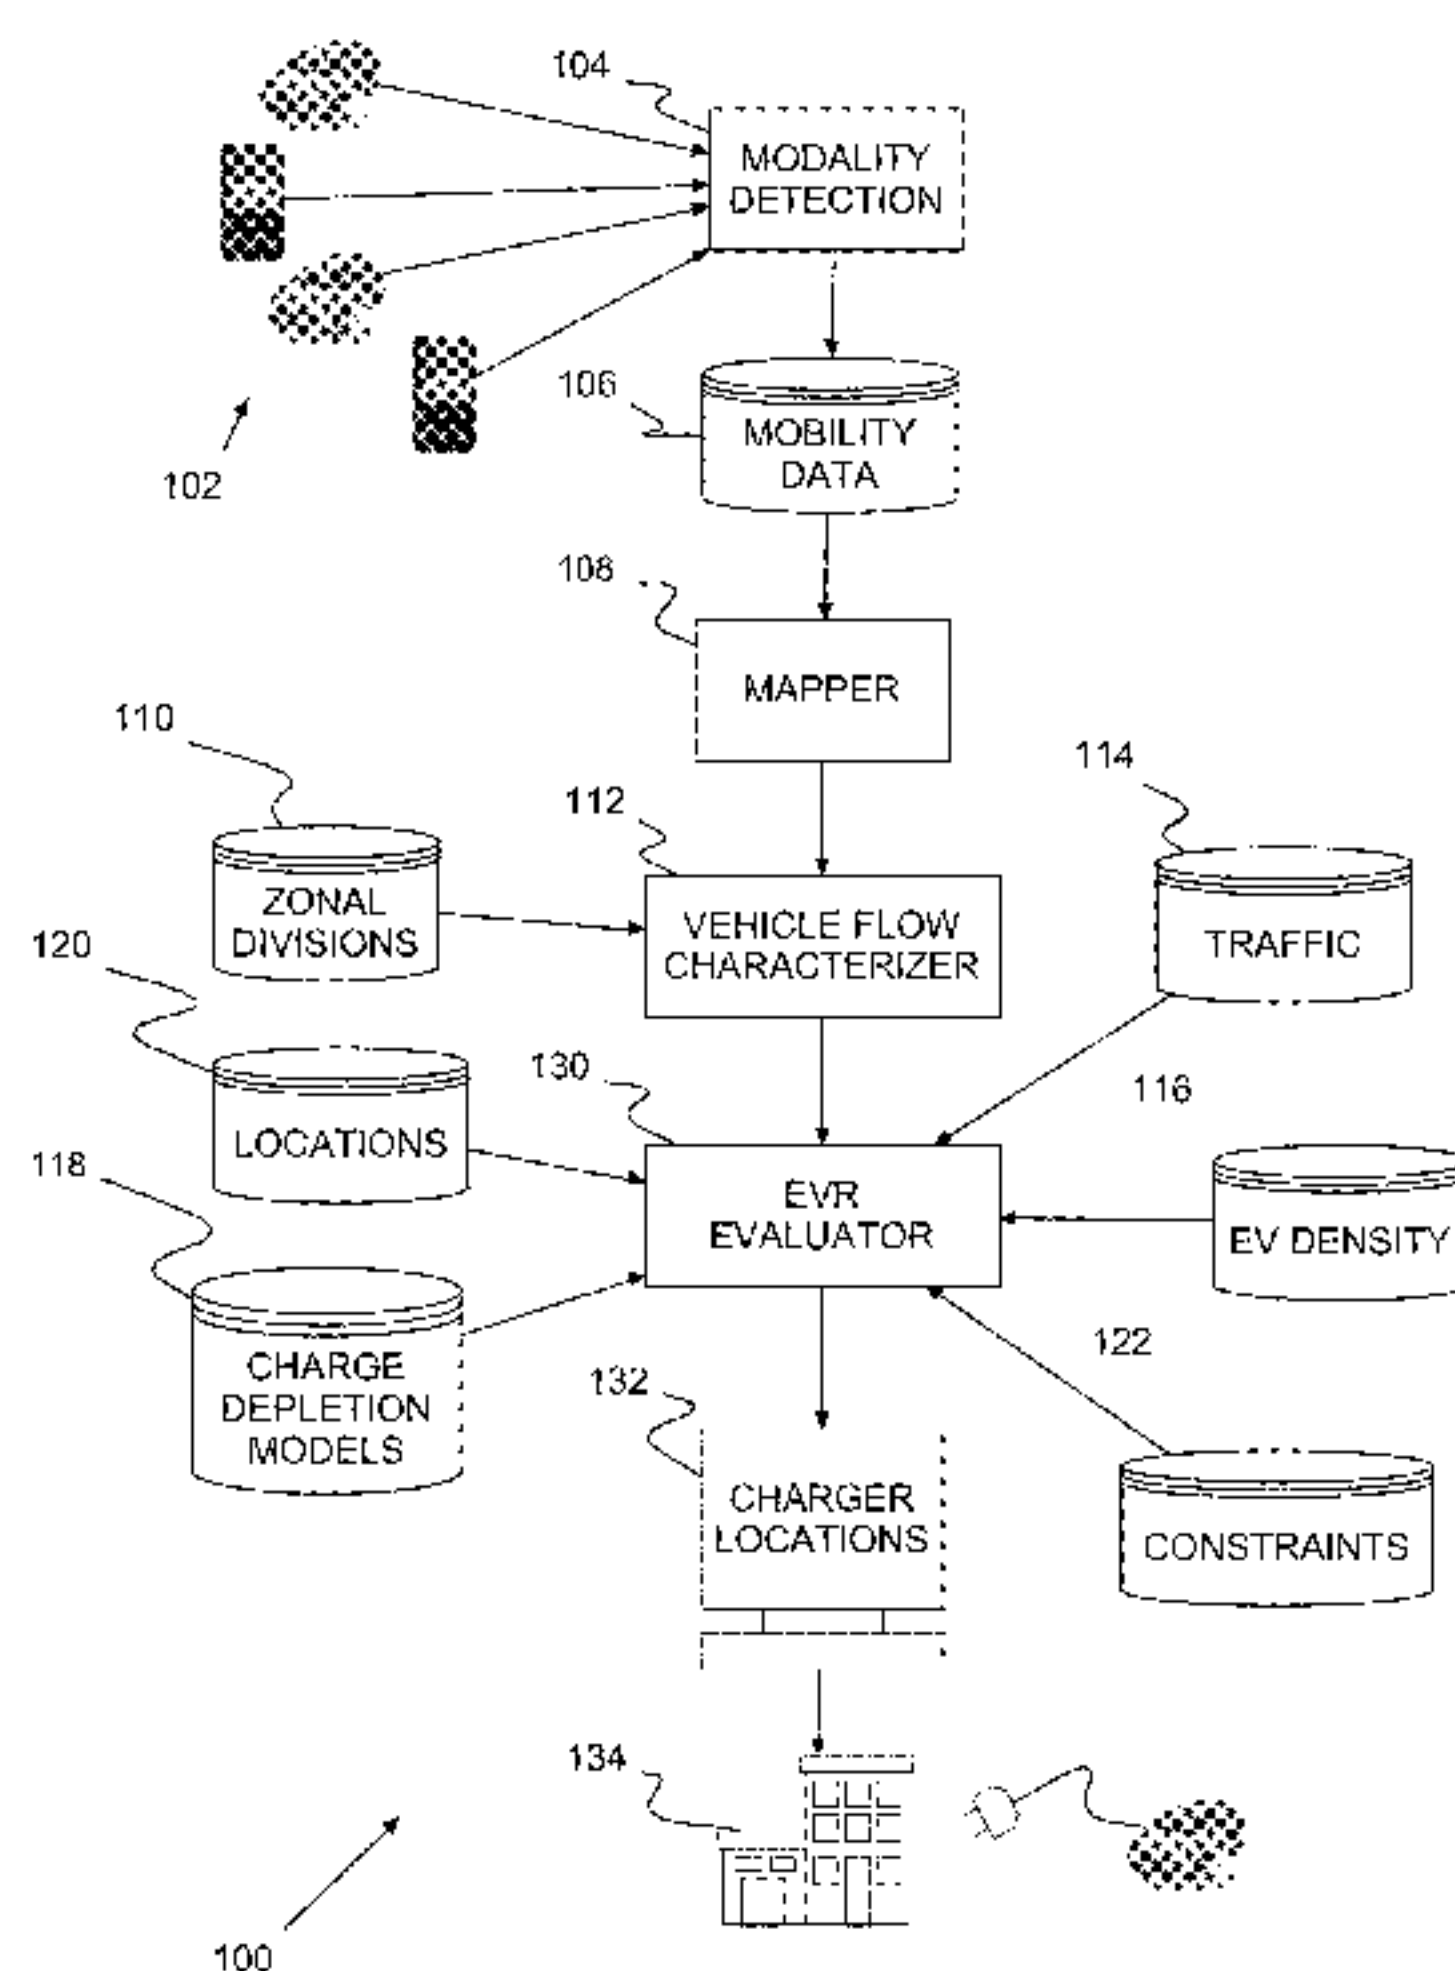 104
MODALITY
DETECTION
106
MOBILITY
DATA
102
108
MAPPER
110
114
112
ZONAL
DIVISIONS
VEHICLE FLOW
CHARACTERIZER
TRAFFIC
120
130
116
LOCATIONS
118
EVR
EVALUATOR
EV DENSITY
122
CHARGE
DEPLETION
MODELS
132
CHARGER
LOCATIONS
CONSTRAINTS
134
100